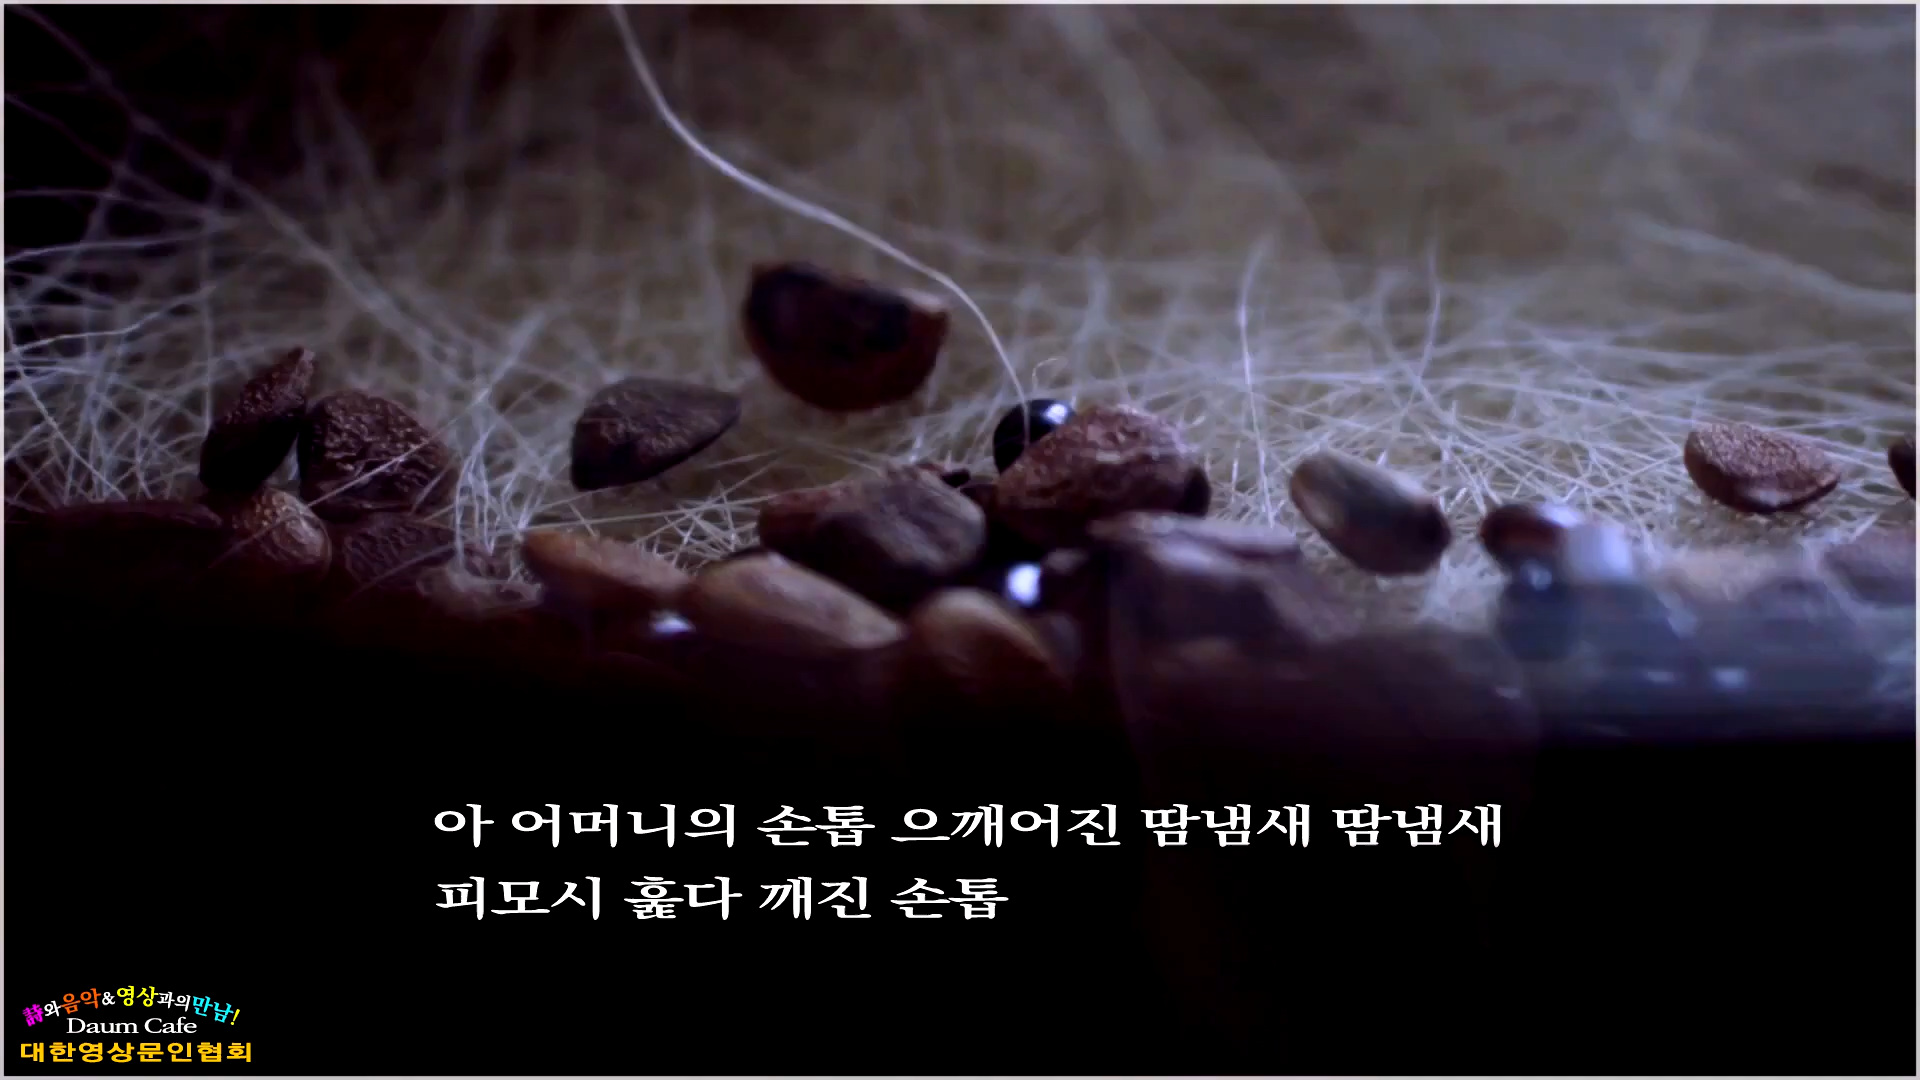 아 어머니의 손톱 으깨어진 땀냄새 땀냄새
피모시 훑다 깨진 손톱
詩와음악&영상과의만남!
Daum Cafe
대한영상문인협회